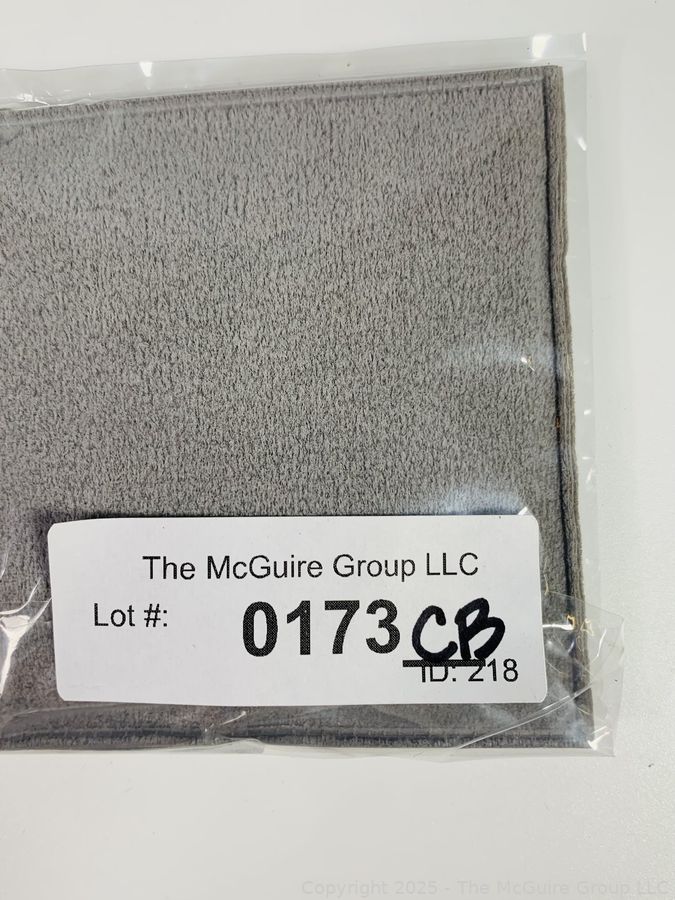 The McGuire Group LLC
Lot #: 0173 CB
ID: 218
Copyright 2025 - The McGuire Group LLC